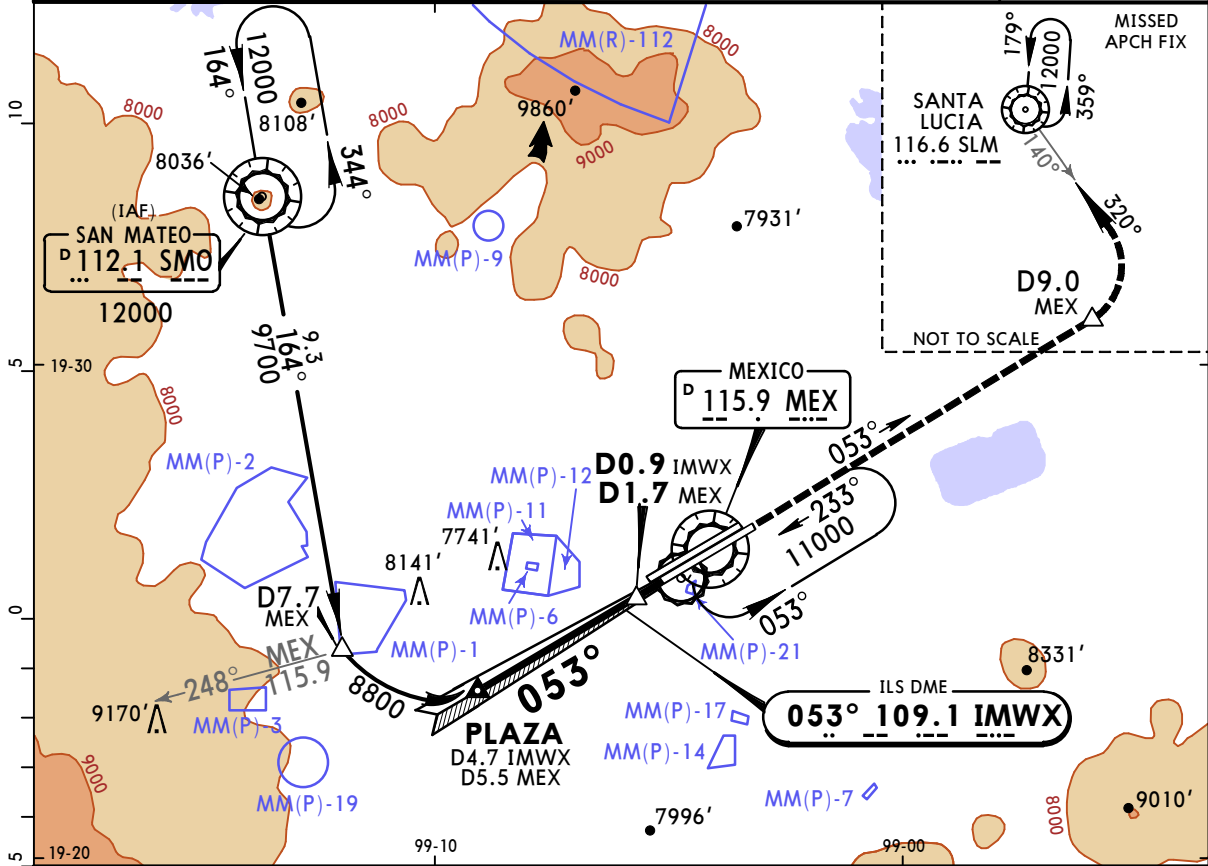 MM(R)-112
8000
MISSED
APCH FIX
164°
12000
179°
12000
359°
10
8108'
8000
8000
9860'
9000
SANTA
LUCIA
116.6 SLM
140°
320°
8036'
344°
(IAF)
SAN MATEO
D 112.1 SMO
12000
MM(P)-9
7931'
8000
D9.0
MEX
NOT TO SCALE
9.3
164°
9700
5
19-30
8000
MEXICO
D 115.9 MEX
053°
MM(P)-2
MM(P)-12
D0.9 IMWX
D1.7 MEX
MM(P)-11
7741'
8141'
233°
11000
053°
MM(P)-6
D7.7
MEX
0
MM(P)-1
MM(P)-21
8331'
248°
MEX
115.9
8800
053°
ILS DME
053° 109.1 IMWX
9170'
MM(P)-3
PLAZA
D4.7 IMWX
D5.5 MEX
MM(P)-17
MM(P)-14
9000
MM(P)-19
MM(P)-7
8000
9010'
7996'
5
19-20
99-10
99-00